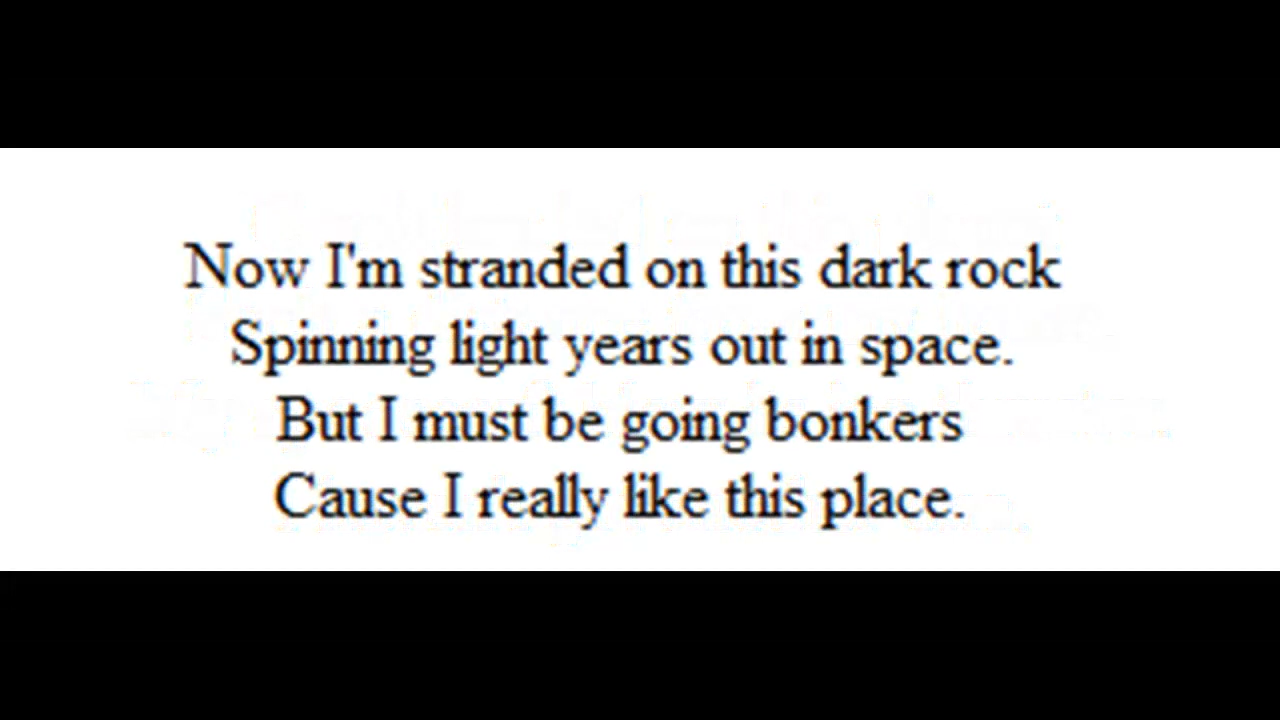 Now I'm stranded on this dark rock
Spinning light years out in space.
But I must be going bonkers
Cause I really like this place.